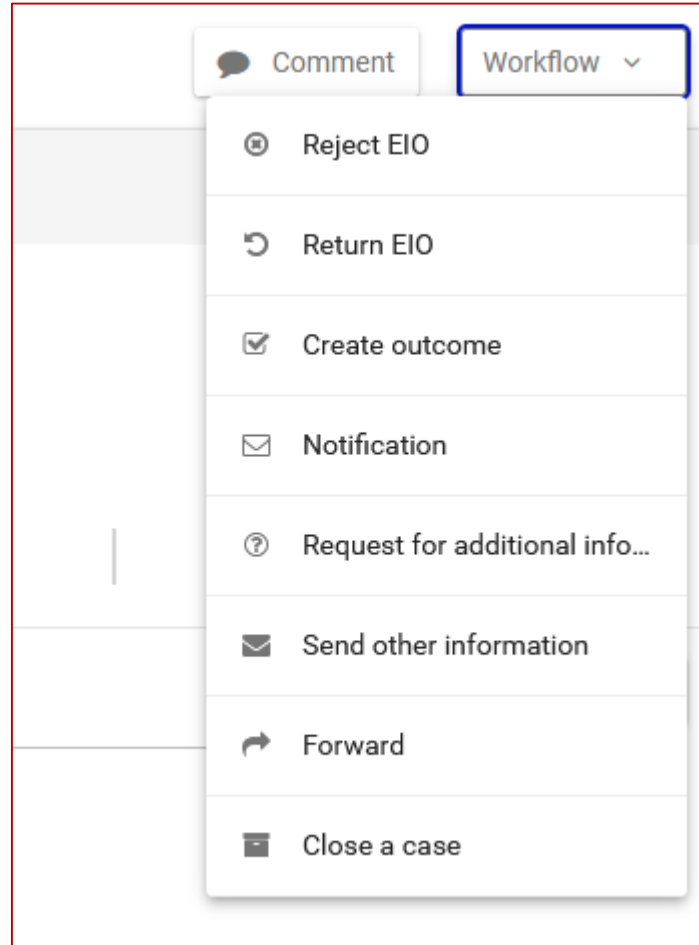 Comment Workflow
Reject EIO
Return EIO
Create outcome
Notification
Request for additional info...
Send other information
Forward
Close a case